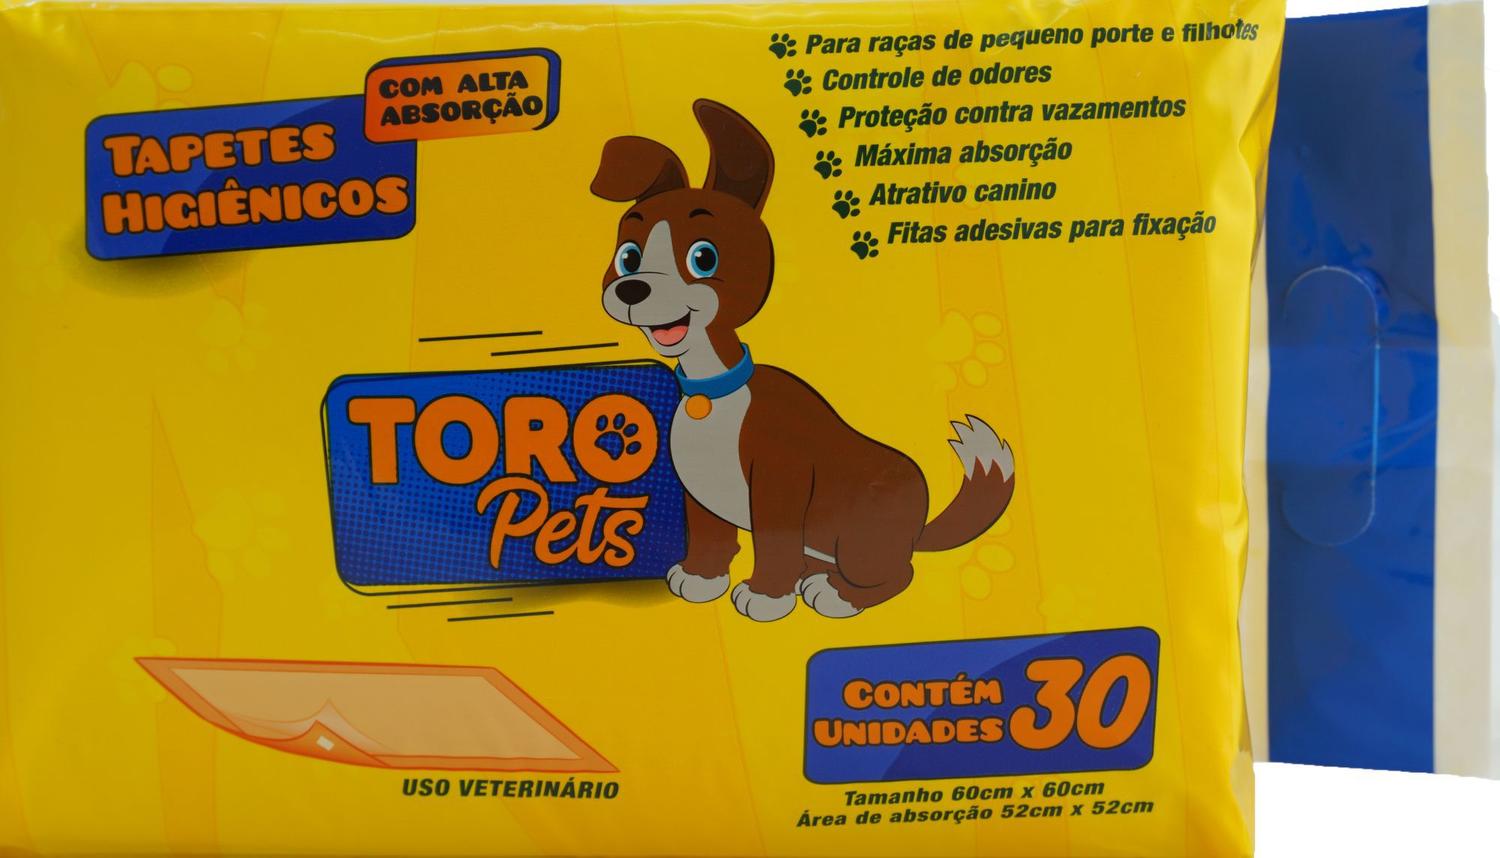 COM ALTA
ABSORÇÃO
TAPETES
HIGIÊNICOS
Para raças de pequeno porte e filhotes
Controle de odores
Proteção contra vazamentos
Máxima absorção
Atrativo canino
Fitas adesivas para fixação
TORO
Pets
CONTÉM
UNIDADES
30
USO VETERINÁRIO
Tamanho 60cm x 60cm
Área de absorção 52cm x 52cm